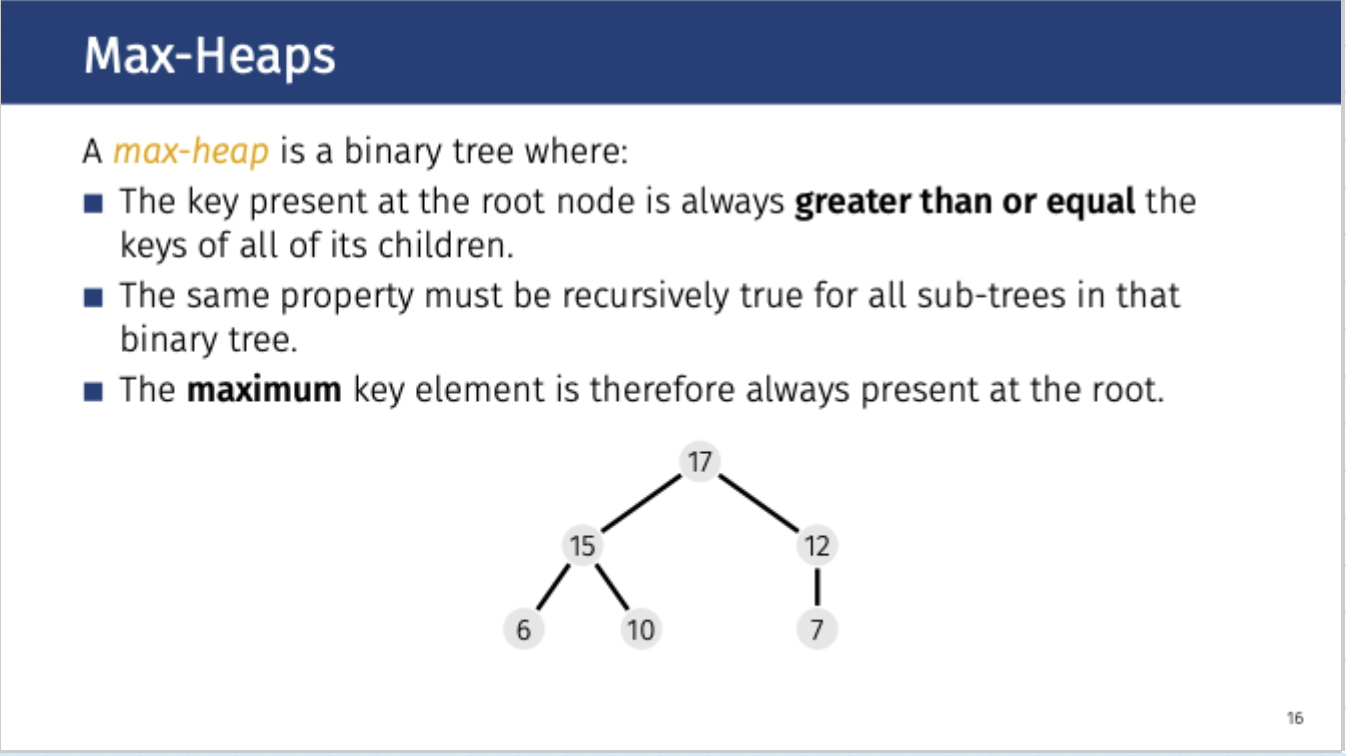 Max-Heaps
A max-heap is a binary tree where:
■ The key present at the root node is always greater than or equal the
keys of all of its children.
■ The same property must be recursively true for all sub-trees in that
binary tree.
■ The maximum key element is therefore always present at the root.
17
15 12
6 10 7
16